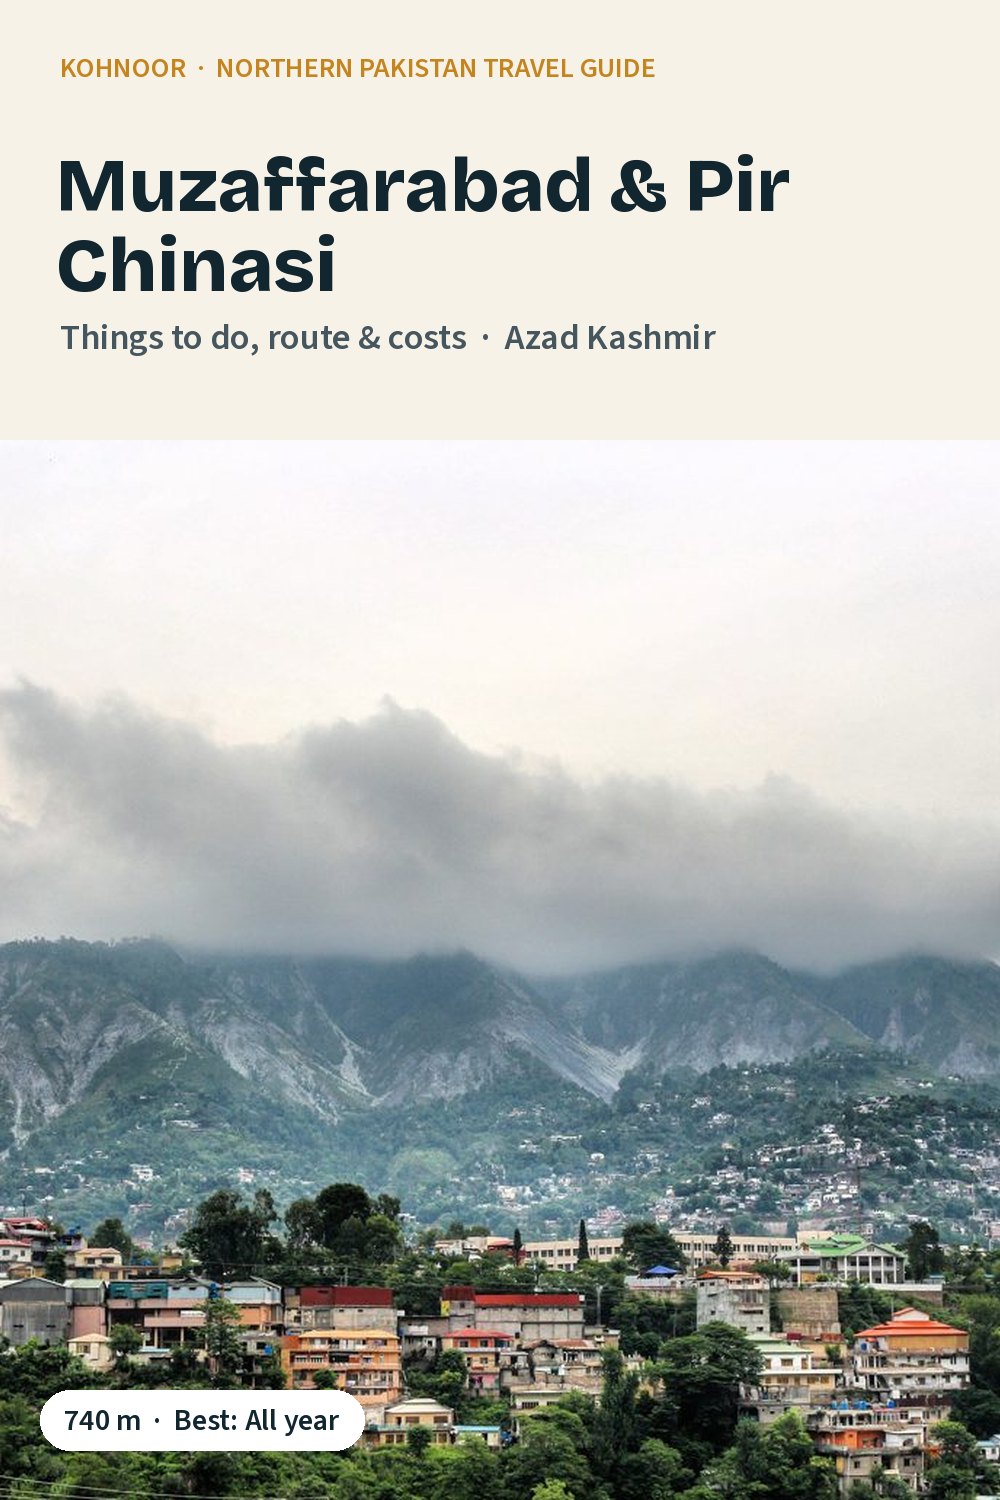 KOHNOOR · NORTHERN PAKISTAN TRAVEL GUIDE
Muzaffarabad & Pir
Chinasi
Things to do, route & costs · Azad Kashmir
740 m · Best: All year